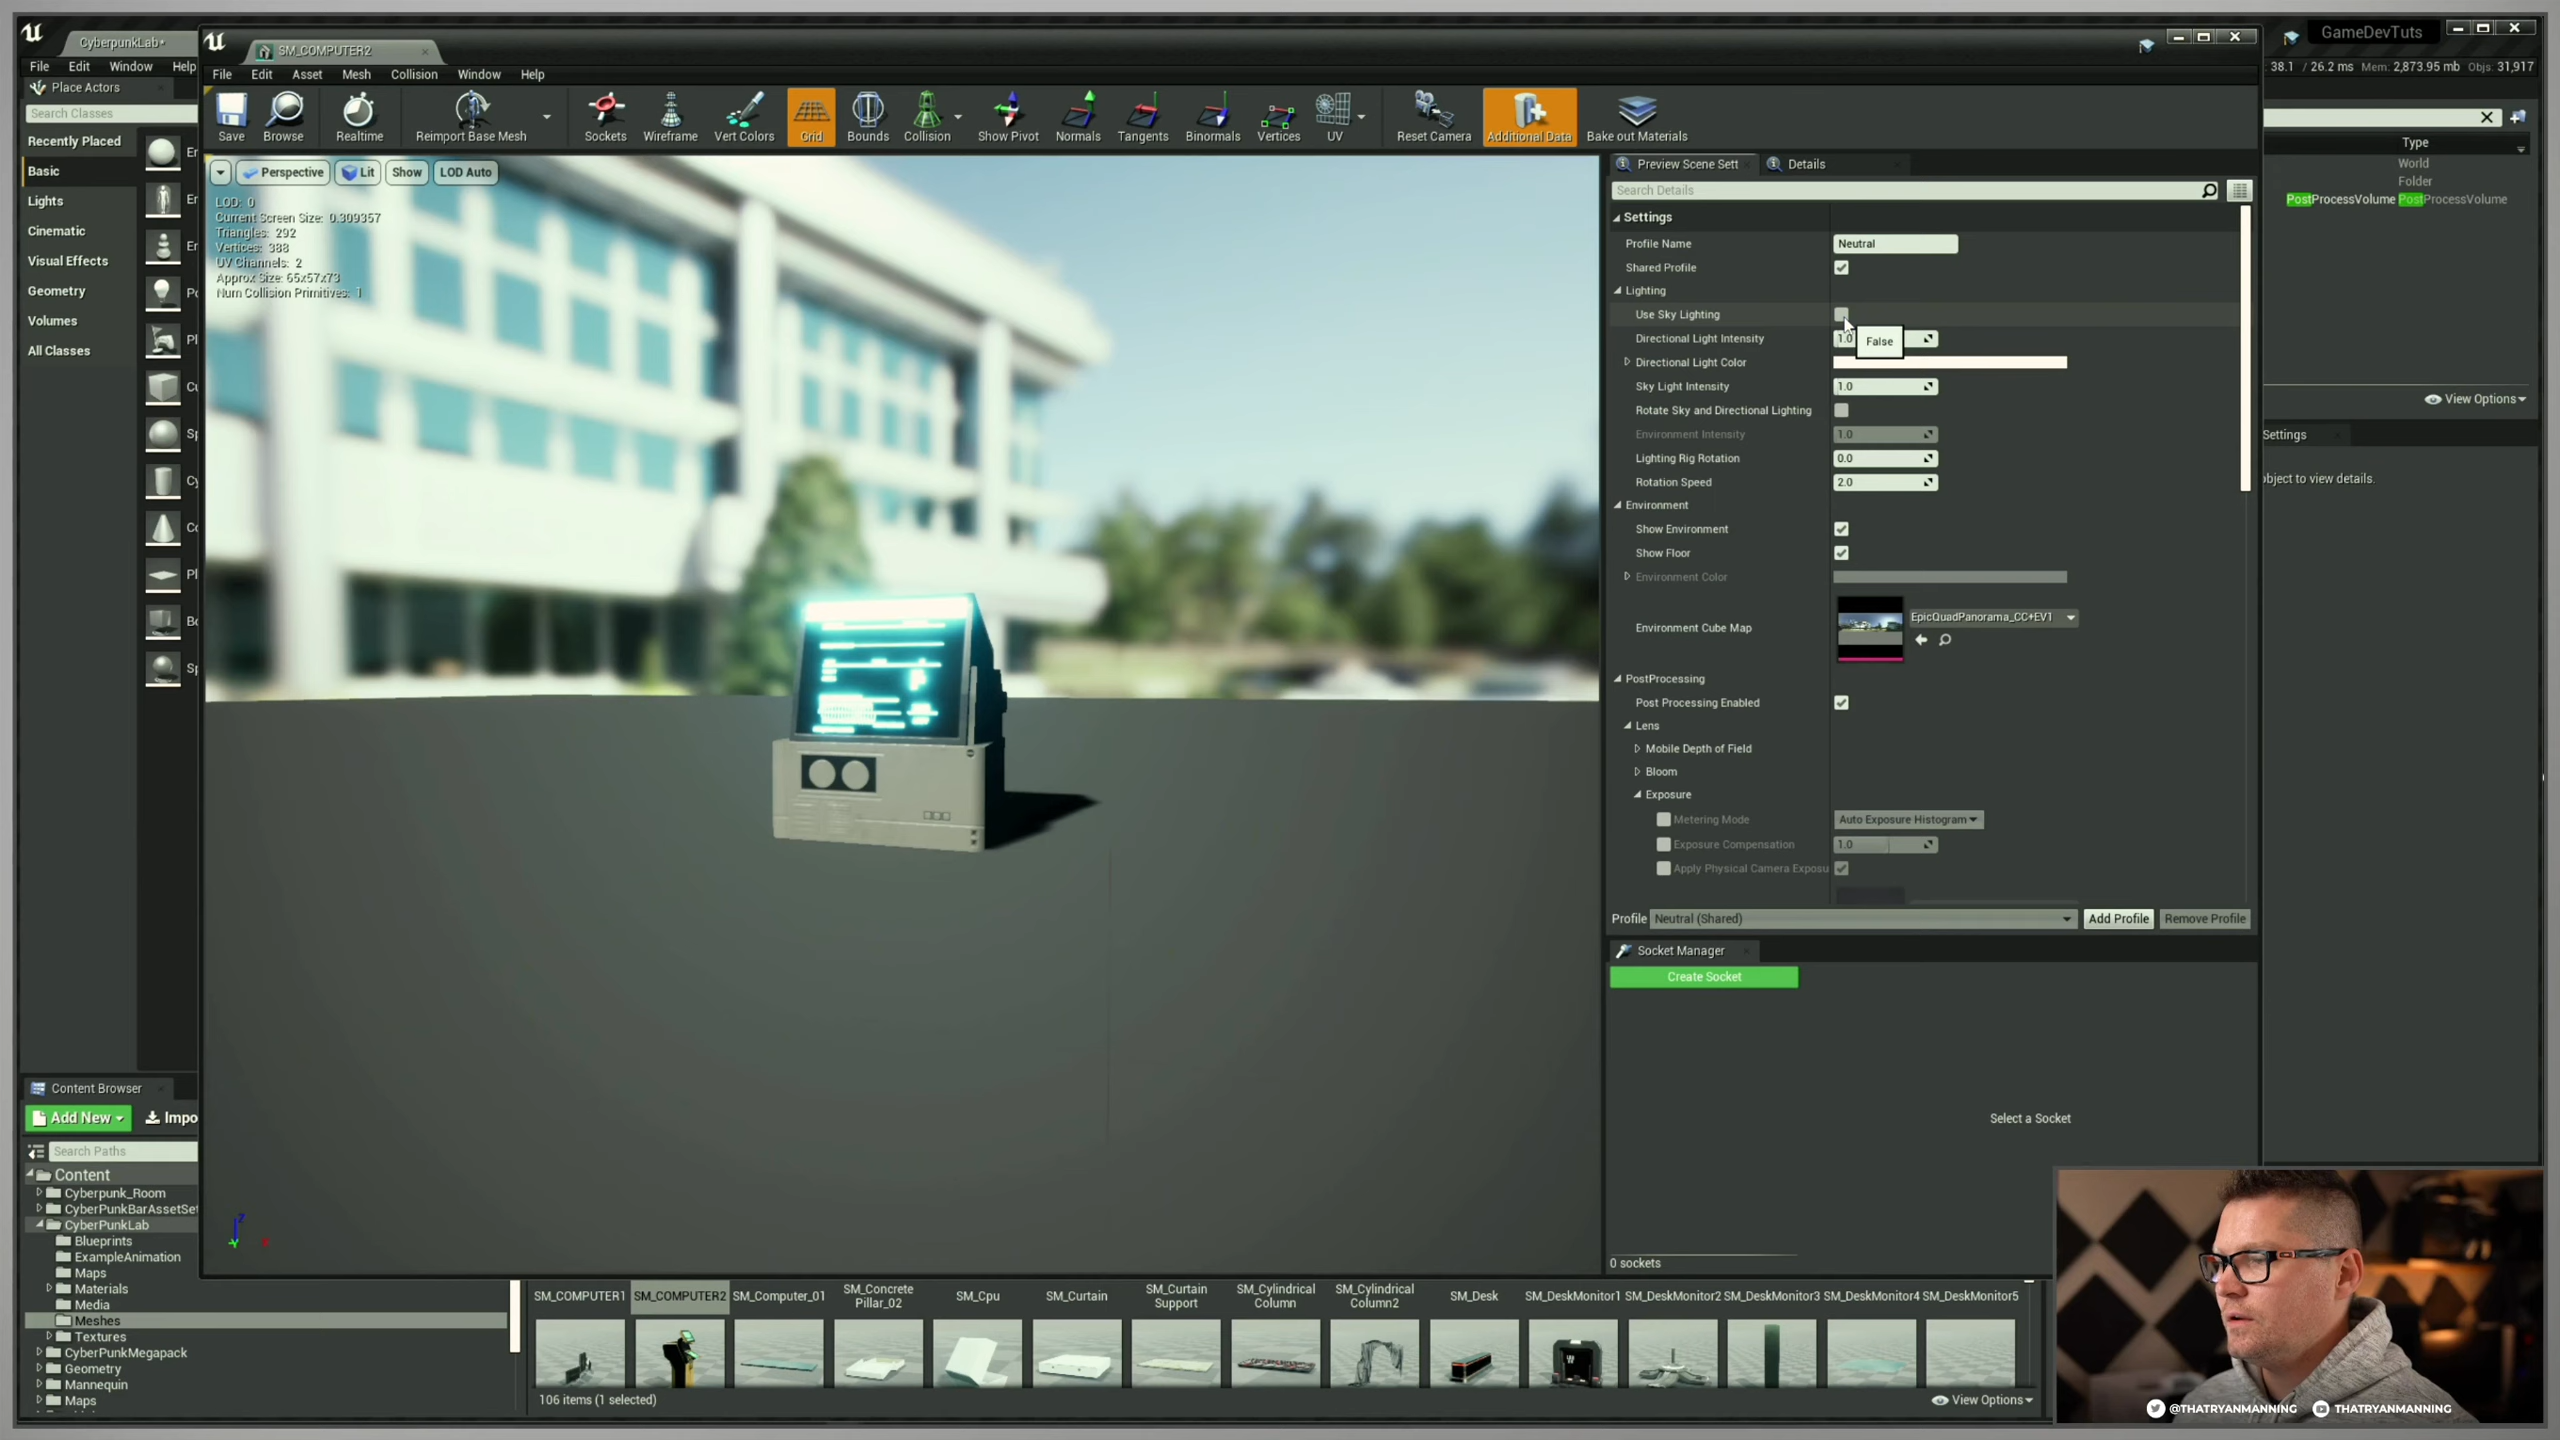 CyberpunkLab*
SM_COMPUTER2
GameDevTuts
File Edit Window Help
File Edit Asset Mesh Collision Window Help
38.1 / 26.2 ms Mem: 2,873.95 mb Objs: 31,917
Place Actors
Search Classes
Recently Placed
Basic
Lights
Cinematic
Visual Effects
Geometry
Volumes
All Classes
Save
Browse
Realtime
Reimport Base Mesh
Sockets
Wireframe
Vert Colors
Grid
Bounds
Collision
Show Pivot
Normals
Tangents
Binormals
Vertices
UV
Reset Camera
Additional Data
Bake out Materials
Perspective
Lit
Show
LOD Auto
LOD: 0
Current Screen Size: 0.309357
Triangles: 292
Vertices: 388
UV Channels: 2
Approx Size: 65x57x73
Num Collision Primitives: 1
Preview Scene Sett
Details
Search Details
Settings
Profile Name Neutral
Shared Profile
Lighting
Use Sky Lighting
Directional Light Intensity 1.0
False
Directional Light Color
Sky Light Intensity 1.0
Rotate Sky and Directional Lighting
Environment Intensity 1.0
Lighting Rig Rotation 0.0
Rotation Speed 2.0
Environment
Show Environment
Show Floor
Environment Color
Environment Cube Map EpicQuadPanorama_CC+EV1
PostProcessing
Post Processing Enabled
Lens
Mobile Depth of Field
Bloom
Exposure
Metering Mode Auto Exposure Histogram
Exposure Compensation 1.0
Apply Physical Camera Exposu
Profile Neutral (Shared) Add Profile Remove Profile
Socket Manager
Create Socket
Select a Socket
0 sockets
Type
World
Folder
PostProcessVolume PostProcessVolume
View Options
Settings
object to view details.
Content Browser
Add New Impo
Search Paths
Content
Cyberpunk_Room
CyberPunkBarAssetSe
CyberPunkLab
Blueprints
ExampleAnimation
Maps
Materials
Media
Meshes
Textures
CyberPunkMegapack
Geometry
Mannequin
Maps
SM_COMPUTER1 SM_COMPUTER2 SM_Computer_01 SM_Concrete Pillar_02 SM_Cpu SM_Curtain SM_Curtain Support SM_Cylindrical Column SM_Cylindrical Column2 SM_Desk SM_DeskMonitor1 SM_DeskMonitor2 SM_DeskMonitor3 SM_DeskMonitor4 SM_DeskMonitor5
106 items (1 selected)
View Options
@THATRYANMANNING THATRYANMANNING